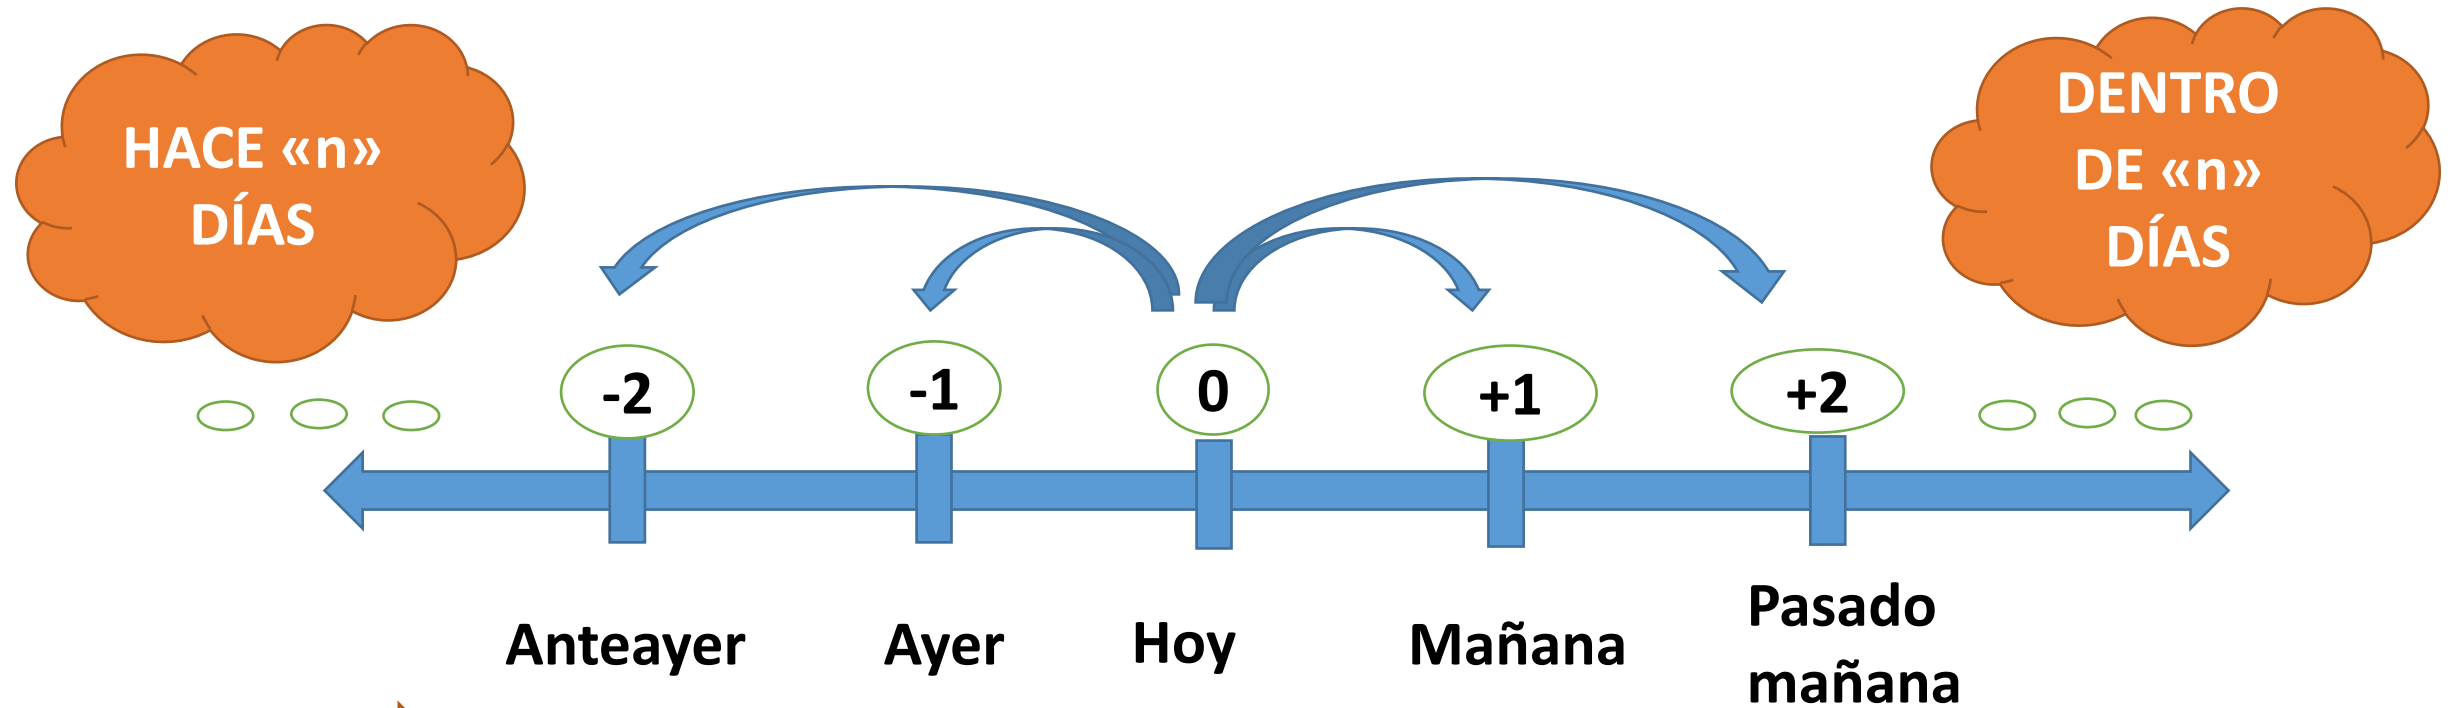 HACE «n»
DÍAS
DENTRO
DE «n»
DÍAS
-2
-1
0
+1
+2
Anteayer
Ayer
Hoy
Mañana
Pasado
mañana